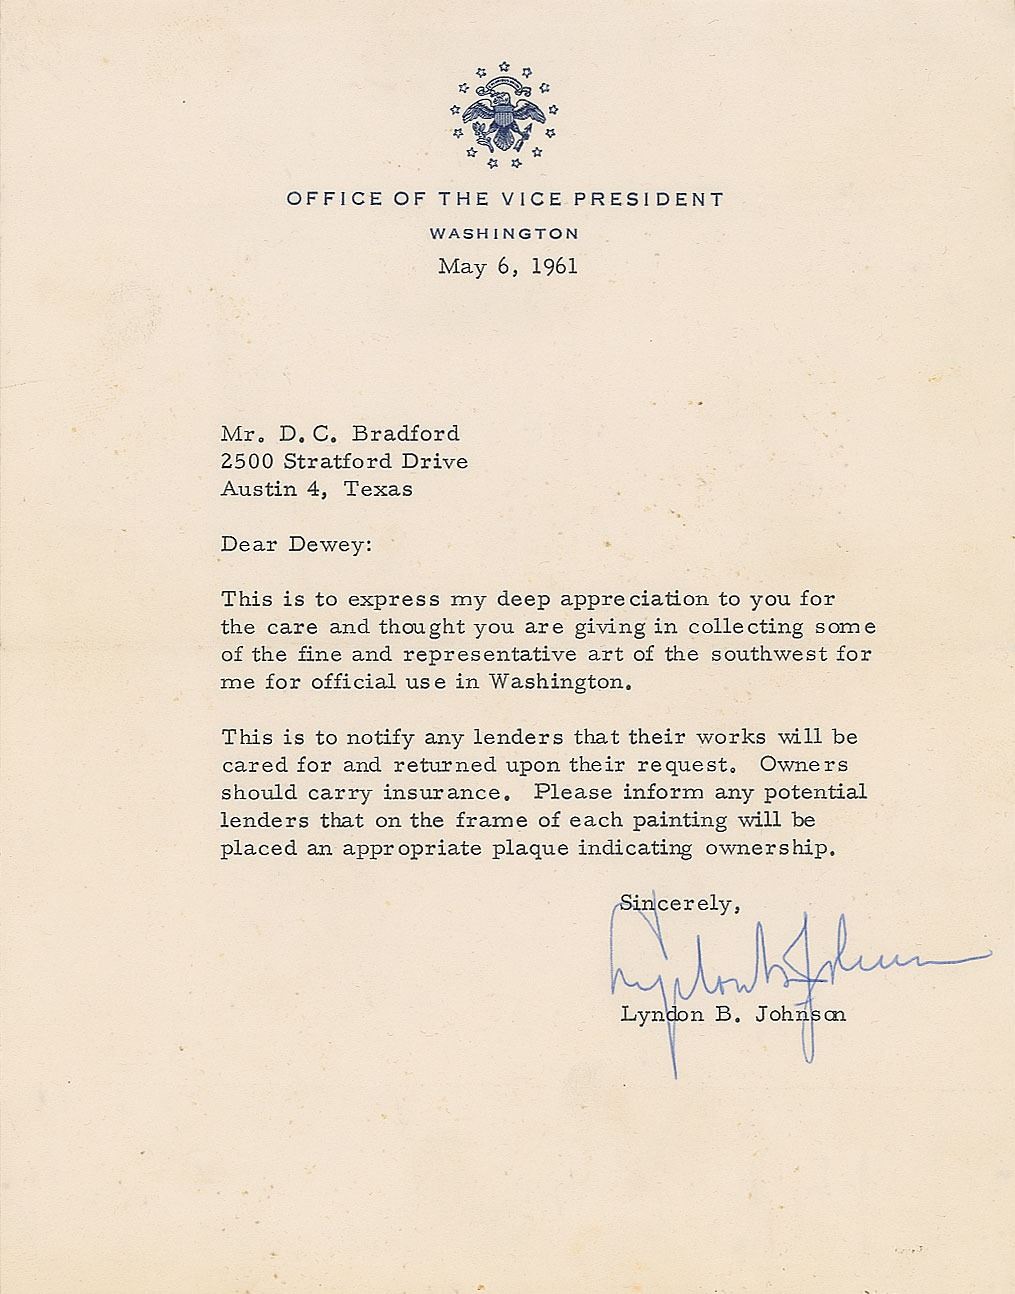 OFFICE OF THE VICE PRESIDENT
WASHINGTON
May 6, 1961
Mr. D. C. Bradford
2500 Stratford Drive
Austin 4, Texas
Dear Dewey:
This is to express my deep appreciation to you for
the care and thought you are giving in collecting some
of the fine and representative art of the southwest for
me for official use in Washington.
This is to notify any lenders that their works will be
cared for and returned upon their request. Owners
should carry insurance. Please inform any potential
lenders that on the frame of each painting will be
placed an appropriate plaque indicating ownership.
Sincerely,
Lyndon B. Johnson
Lyndon B. Johnson